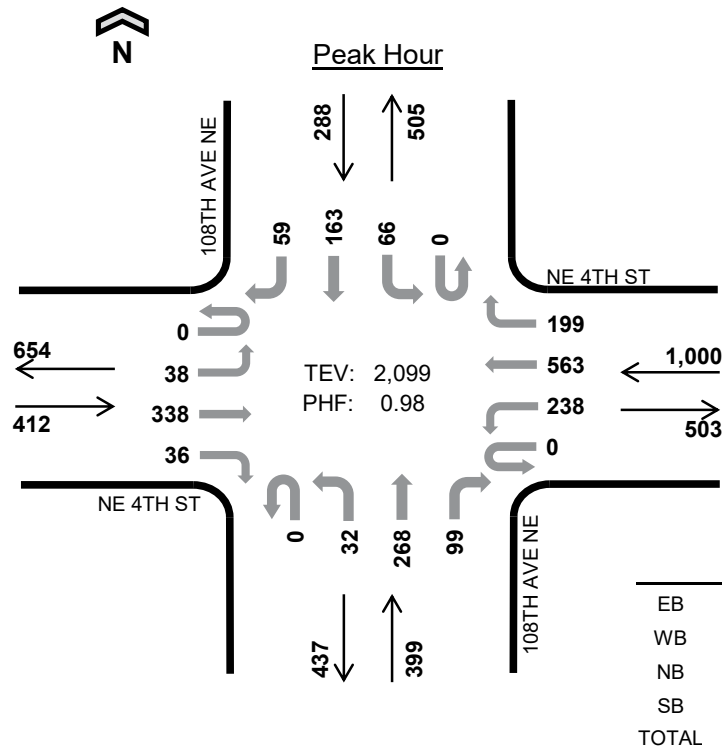 N
Peak Hour
288
505
108TH AVE NE
59
163
66
0
NE 4TH ST
0
199
654
38
TEV: 2,099
563
1,000
412
338
PHF: 0.98
238
503
36
0
NE 4TH ST
0
32
268
99
108TH AVE NE
437
399
EB
WB
NB
SB
TOTAL